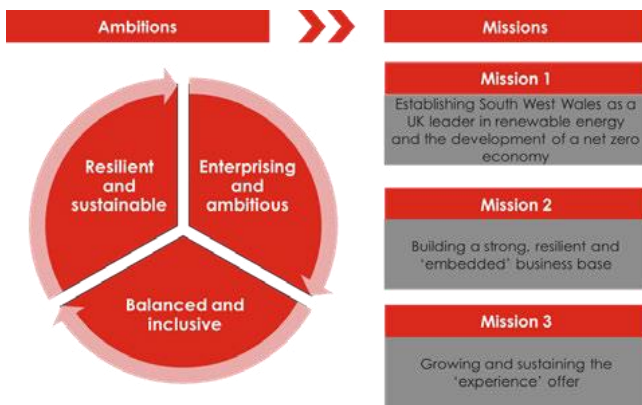 Ambitions
Missions
Resilient
and
sustainable
Enterprising
and
ambitious
Balanced and
inclusive
Mission 1
Establishing South West Wales as a
UK leader in renewable energy
and the development of a net zero
economy
Mission 2
Building a strong, resilient and
‘embedded’ business base
Mission 3
Growing and sustaining the
‘experience’ offer